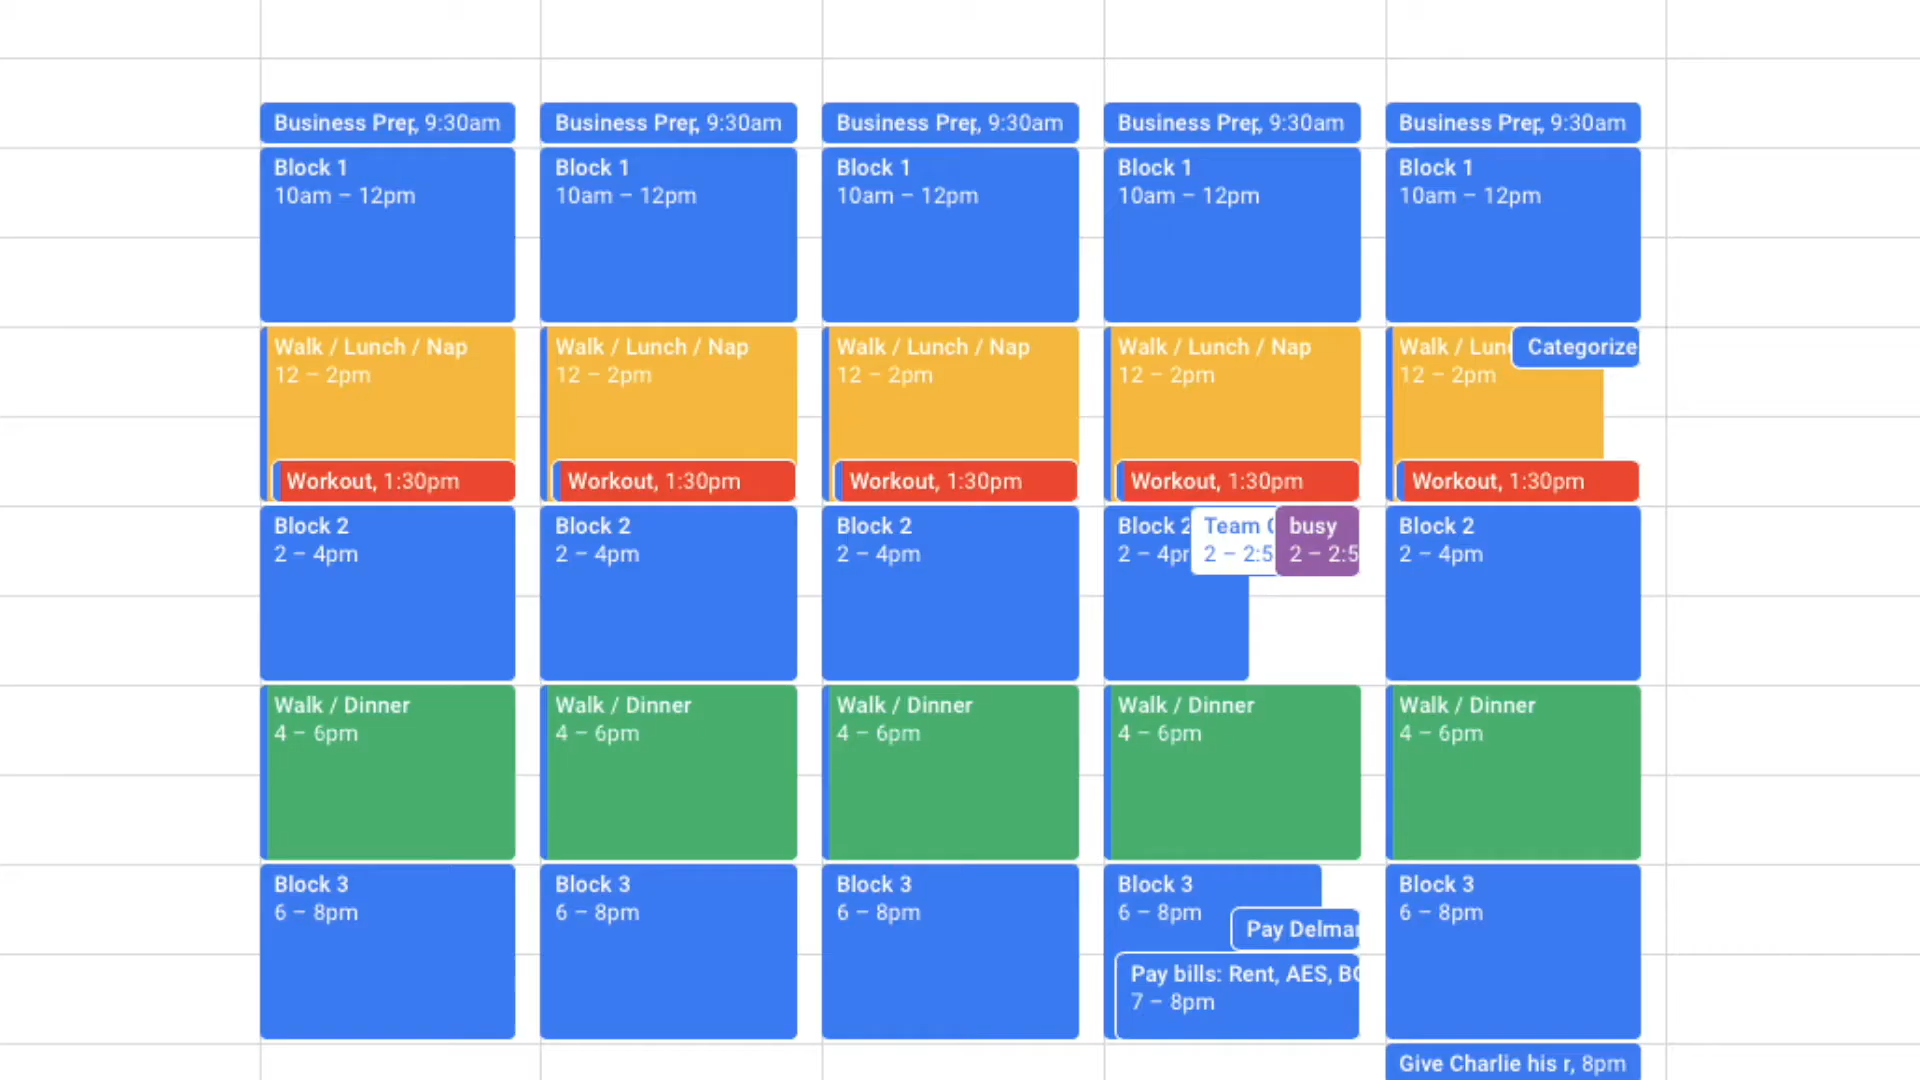 Business Prep, 9:30am
Business Prep, 9:30am
Business Prep, 9:30am
Business Prep, 9:30am
Business Prep, 9:30am
Block 1
10am – 12pm
Block 1
10am – 12pm
Block 1
10am – 12pm
Block 1
10am – 12pm
Block 1
10am – 12pm
Walk / Lunch / Nap
12 – 2pm
Walk / Lunch / Nap
12 – 2pm
Walk / Lunch / Nap
12 – 2pm
Walk / Lunch / Nap
12 – 2pm
Walk / Lun
12 – 2pm
Categorize
Workout, 1:30pm
Workout, 1:30pm
Workout, 1:30pm
Workout, 1:30pm
Workout, 1:30pm
Block 2
2 – 4pm
Block 2
2 – 4pm
Block 2
2 – 4pm
Block 2
2 – 4pm
Team
2 – 2:5
busy
2 – 2:5
Block 2
2 – 4pm
Walk / Dinner
4 – 6pm
Walk / Dinner
4 – 6pm
Walk / Dinner
4 – 6pm
Walk / Dinner
4 – 6pm
Walk / Dinner
4 – 6pm
Block 3
6 – 8pm
Block 3
6 – 8pm
Block 3
6 – 8pm
Block 3
6 – 8pm
Pay Delmar
Pay bills: Rent, AES, BC
7 – 8pm
Block 3
6 – 8pm
Give Charlie his r, 8pm